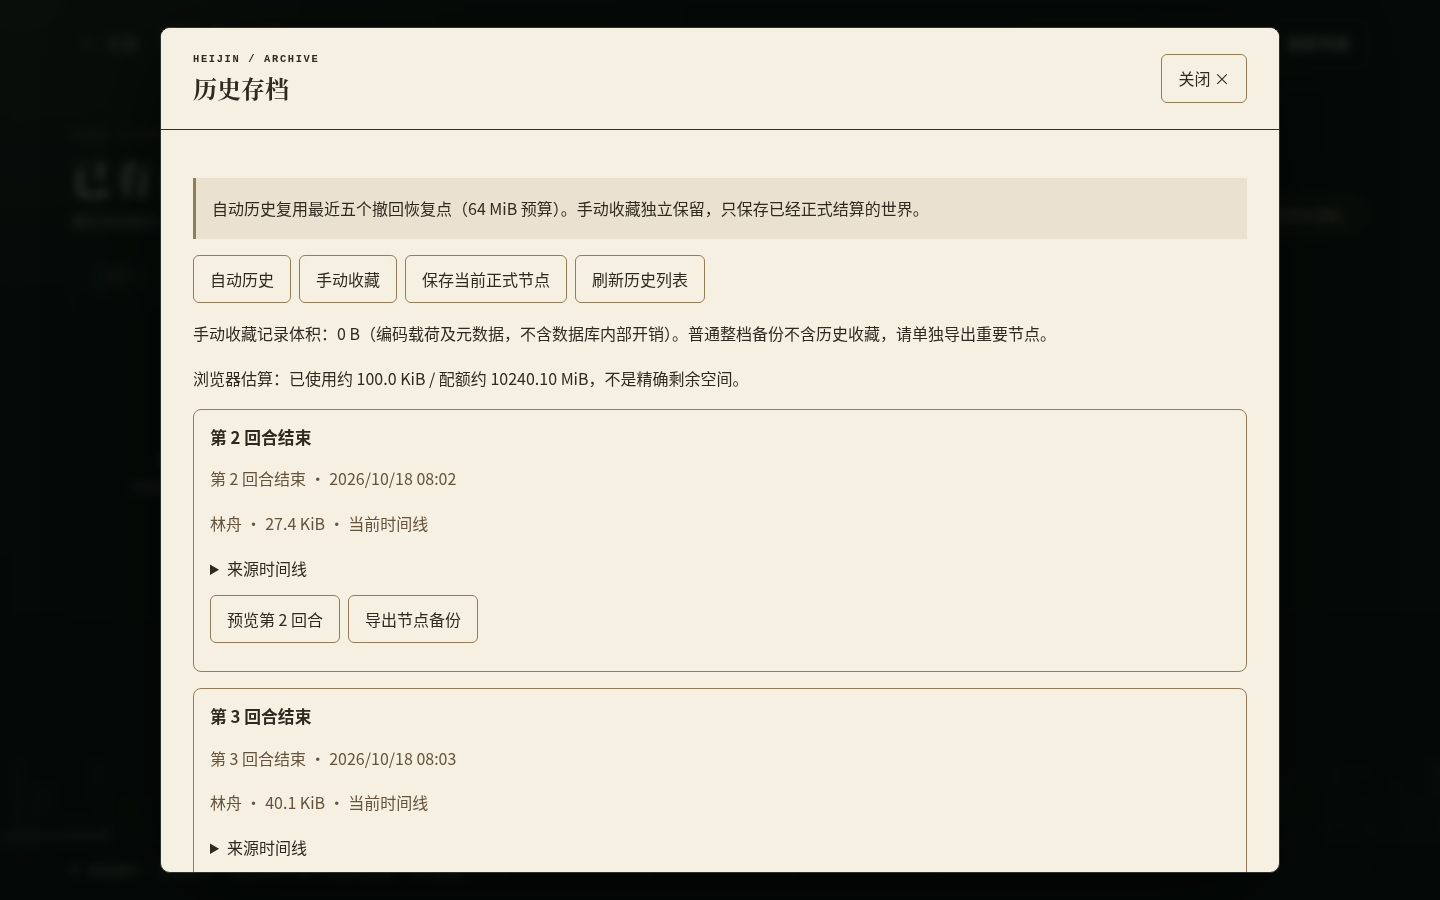 HEIJIN / ARCHIVE
历史存档
关闭 ×
自动历史复用最近五个撤回恢复点（64 MiB 预算）。手动收藏独立保留，只保存已经正式结算的世界。
自动历史
手动收藏
保存当前正式节点
刷新历史列表
手动收藏记录体积：0 B（编码载荷及元数据，不含数据库内部开销）。普通整档备份不含历史收藏，请单独导出重要节点。
浏览器估算：已使用约 100.0 KiB / 配额约 10240.10 MiB，不是精确剩余空间。
第 2 回合结束
第 2 回合结束 · 2026/10/18 08:02
林舟 · 27.4 KiB · 当前时间线
▶ 来源时间线
预览第 2 回合
导出节点备份
第 3 回合结束
第 3 回合结束 · 2026/10/18 08:03
林舟 · 40.1 KiB · 当前时间线
▶ 来源时间线